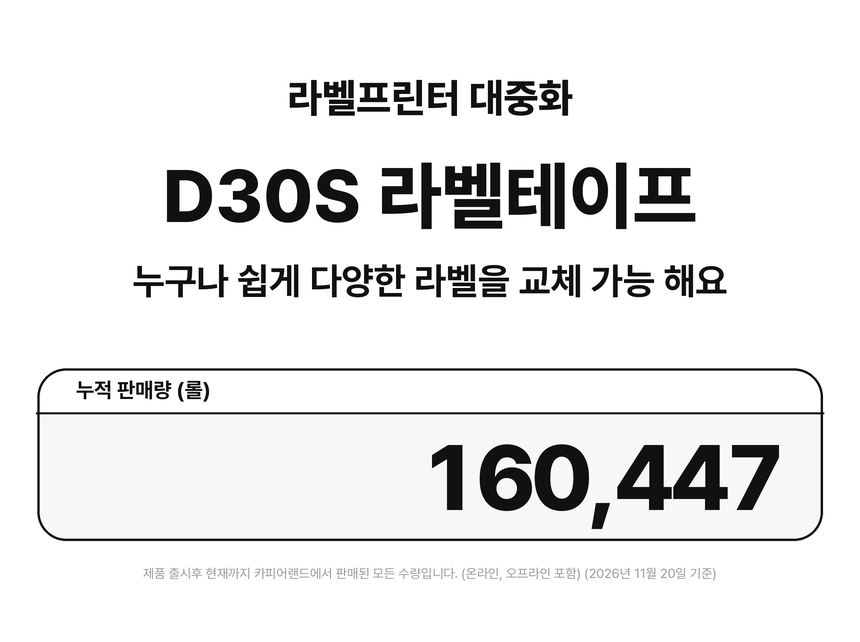 라벨프린터 대중화
D30S 라벨테이프
누구나 쉽게 다양한 라벨을 교체 가능 해요
누적 판매량 (롤)
160,447
제품 출시후 현재까지 카피어랜드에서 판매된 모든 수량입니다. (온라인, 오프라인 포함) (2026년 11월 20일 기준)